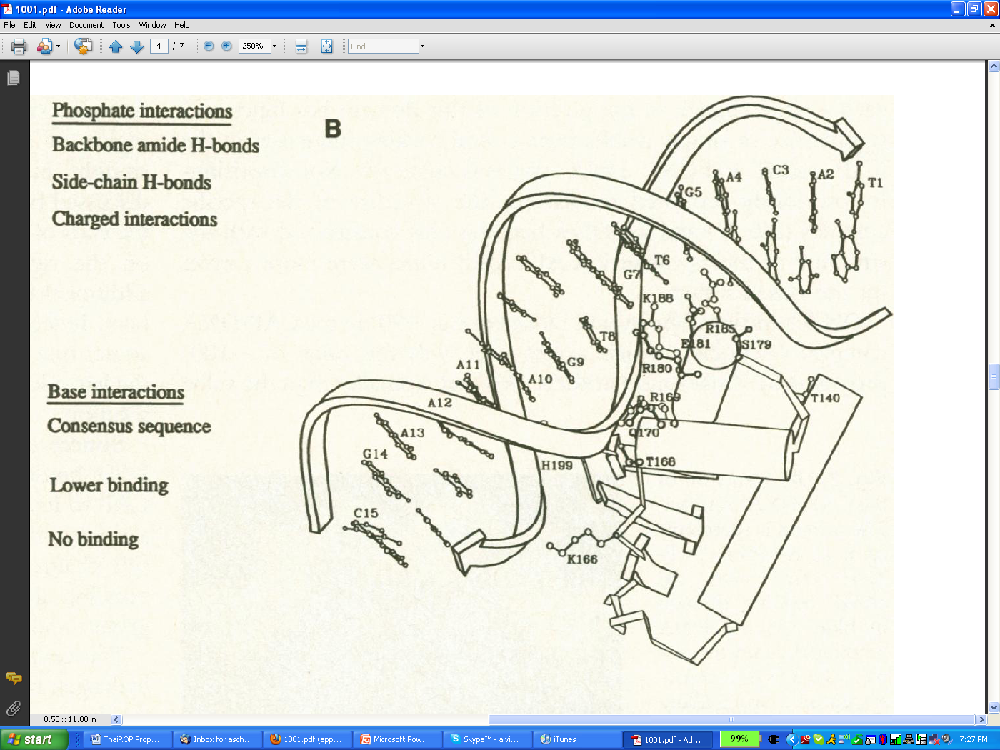 1001.pdf - Adobe Reader
File Edit View Document Tools Window Help
4 / 7 250% Find
Phosphate interactions
Backbone amide H-bonds
Side-chain H-bonds
Charged interactions
B
G5 A4 C3 A2 T1
T6
G7
K188
R185
E181 S179
T8
G9
R180
A11
A10
T140
R169
A12
Q170
A13
G14
H199
T168
C15
K166
Base interactions
Consensus sequence
Lower binding
No binding
8.50 x 11.00 in
start ThaiROP Prop... Inbox for asch... 1001.pdf (app... Microsoft Pow... Skype™ - alvi... iTunes 1001.pdf - Ad... 99% 7:27 PM